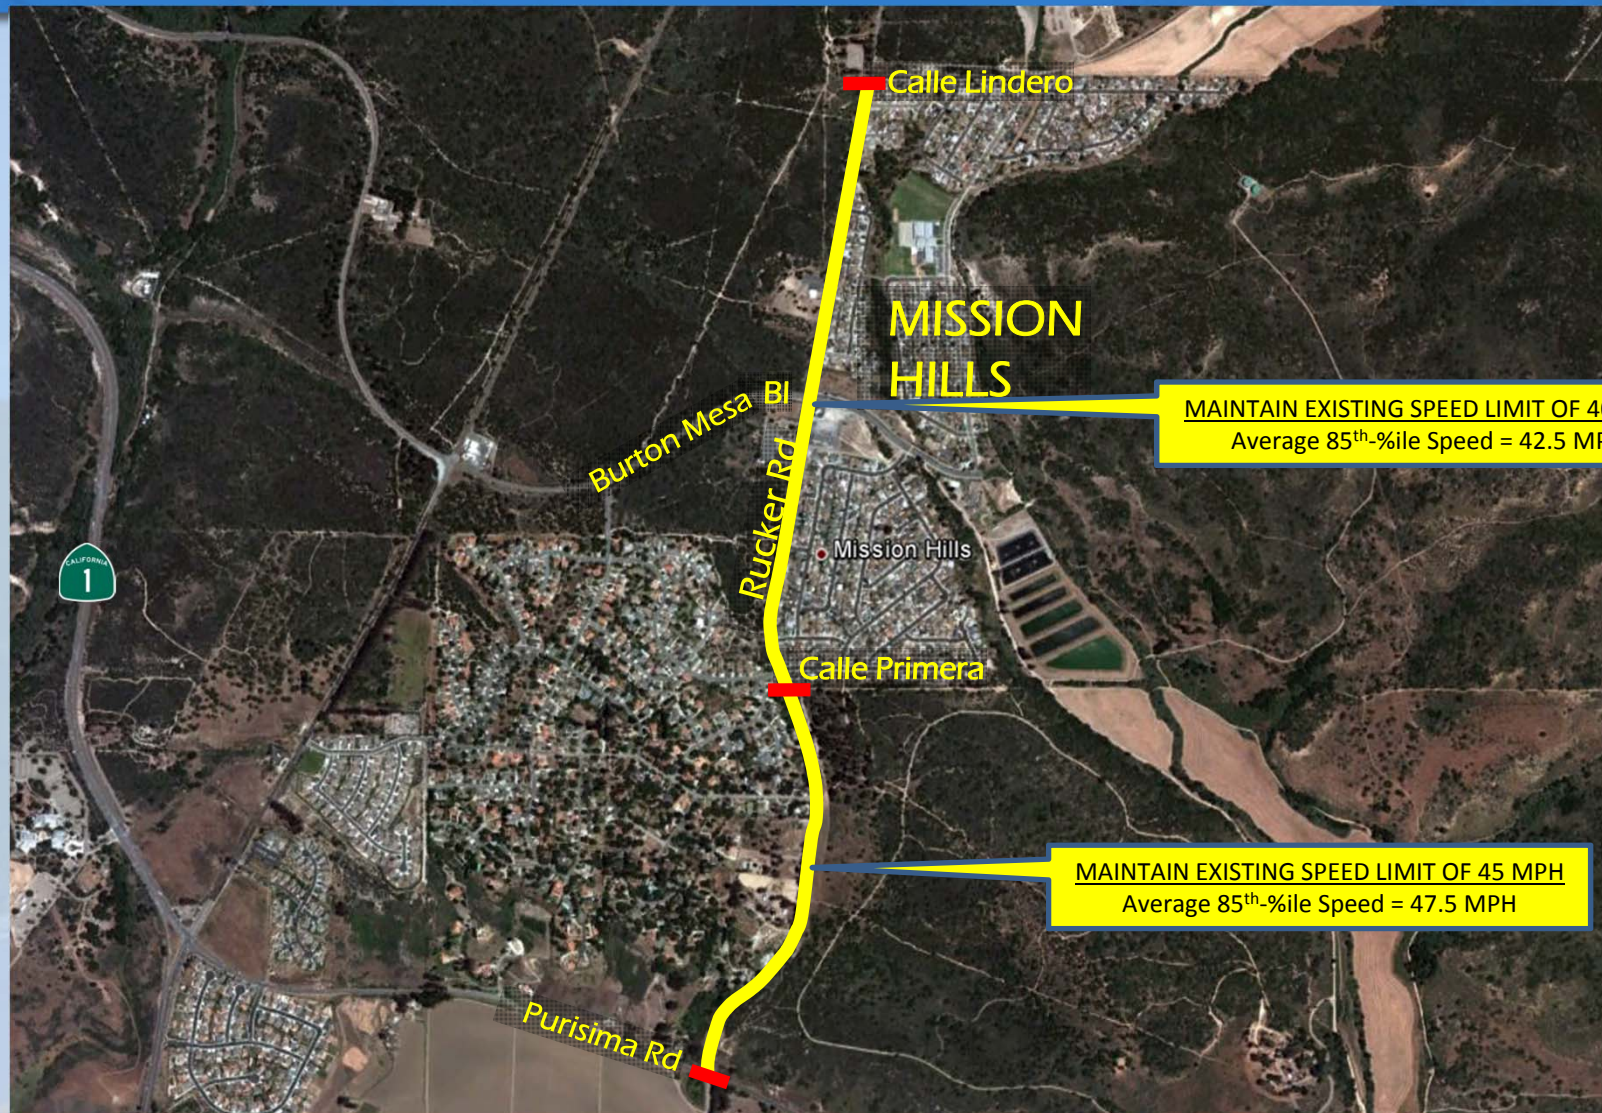 Calle Lindero
MISSION
HILLS
Burton Mesa Bl
MAINTAIN EXISTING SPEED LIMIT OF
Average 85th-%ile Speed = 42.5
Rucker Rd
Mission Hills
CALIFORNIA
1
Calle Primera
MAINTAIN EXISTING SPEED LIMIT OF 45 MPH
Average 85th-%ile Speed = 47.5 MPH
Purisima Rd